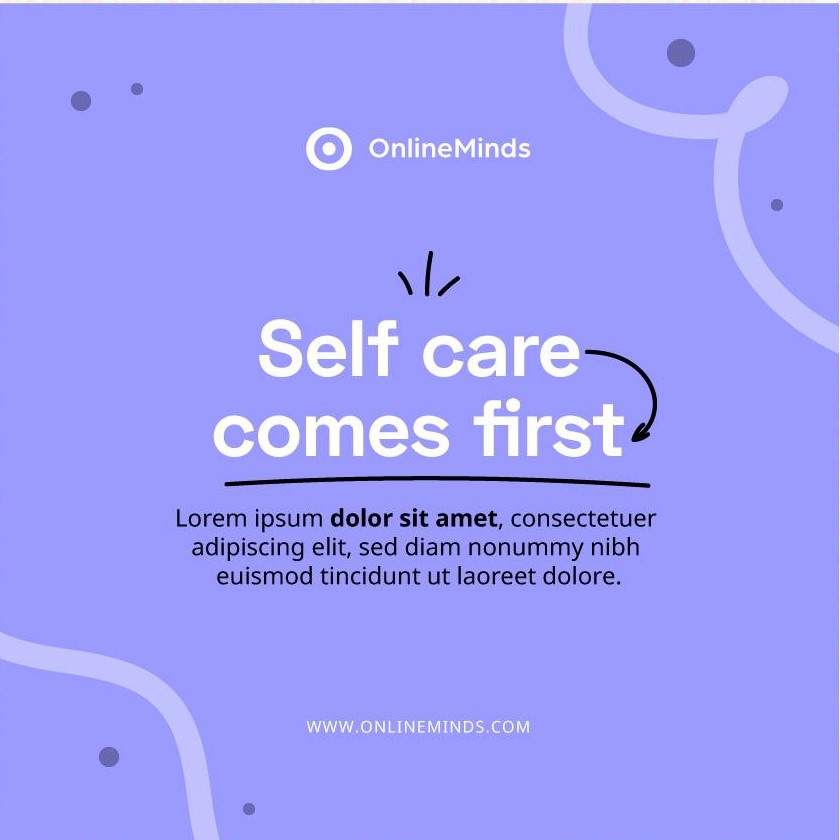 OnlineMinds
Self care
comes first
Lorem ipsum dolor sit amet, consectetuer
adipiscing elit, sed diam nonummy nibh
euismod tincidunt ut laoreet dolore.
WWW.ONLINEMINDS.COM